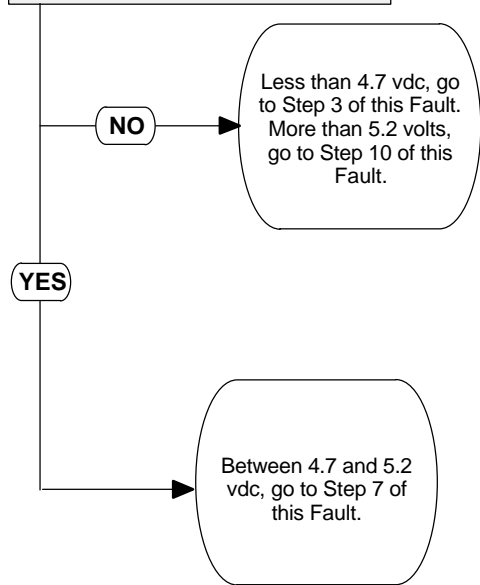 Less than 4.7 vdc, go
to Step 3 of this Fault.
More than 5.2 volts,
go to Step 10 of this
Fault.
NO
YES
Between 4.7 and 5.2
vdc, go to Step 7 of
this Fault.